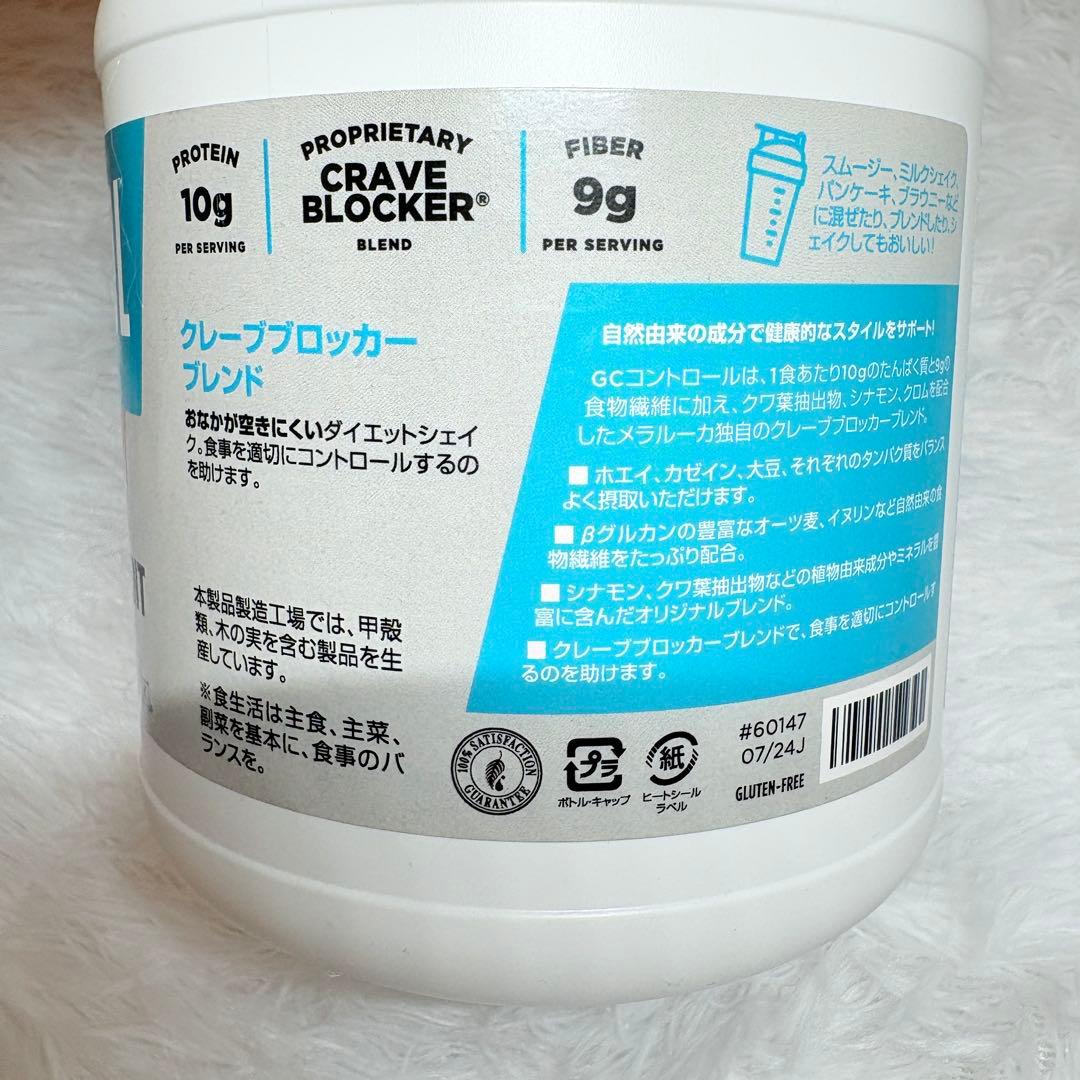 PROTEIN
10g
PER SERVING
PROPRIETARY
CRAVE
BLOCKER®
BLEND
FIBER
9g
PER SERVING
スムージー、ミルクシェイク、
パンケーキ、ブラウニーなど
に混ぜたり、ブレンドしたり、シ
ェイクしてもおいしい!
クレーブブロッカー
ブレンド
おなかが空きにくいダイエットシェイ
ク。食事を適切にコントロールするの
を助けます。
自然由来の成分で健康的なスタイルをサポート!
GCコントロールは、1食あたり10gのたんぱく質と9gの
食物繊維に加え、クワ葉抽出物、シナモン、クロムを配合
したメラルーカ独自のクレーブブロッカーブレンド。
■ ホエイ、カゼイン、大豆、それぞれのタンパク質をバランス
よく摂取いただけます。
■ βグルカンの豊富なオーツ麦、イヌリンなど自然由来の食
物繊維をたっぷり配合。
■ シナモン、クワ葉抽出物などの植物由来成分やミネラルを豊
富に含んだオリジナルブレンド。
■ クレーブブロッカーブレンドで、食事を適切にコントロールす
るのを助けます。
本製品製造工場では、甲殻
類、木の実を含む製品を生
産しています。
※食生活は主食、主菜、
副菜を基本に、食事のバ
ランスを。
100% SATISFACTION
GUARANTEE
プラ
ボトル・キャップ
紙
ヒートシール
ラベル
#60147
07/24J
GLUTEN-FREE